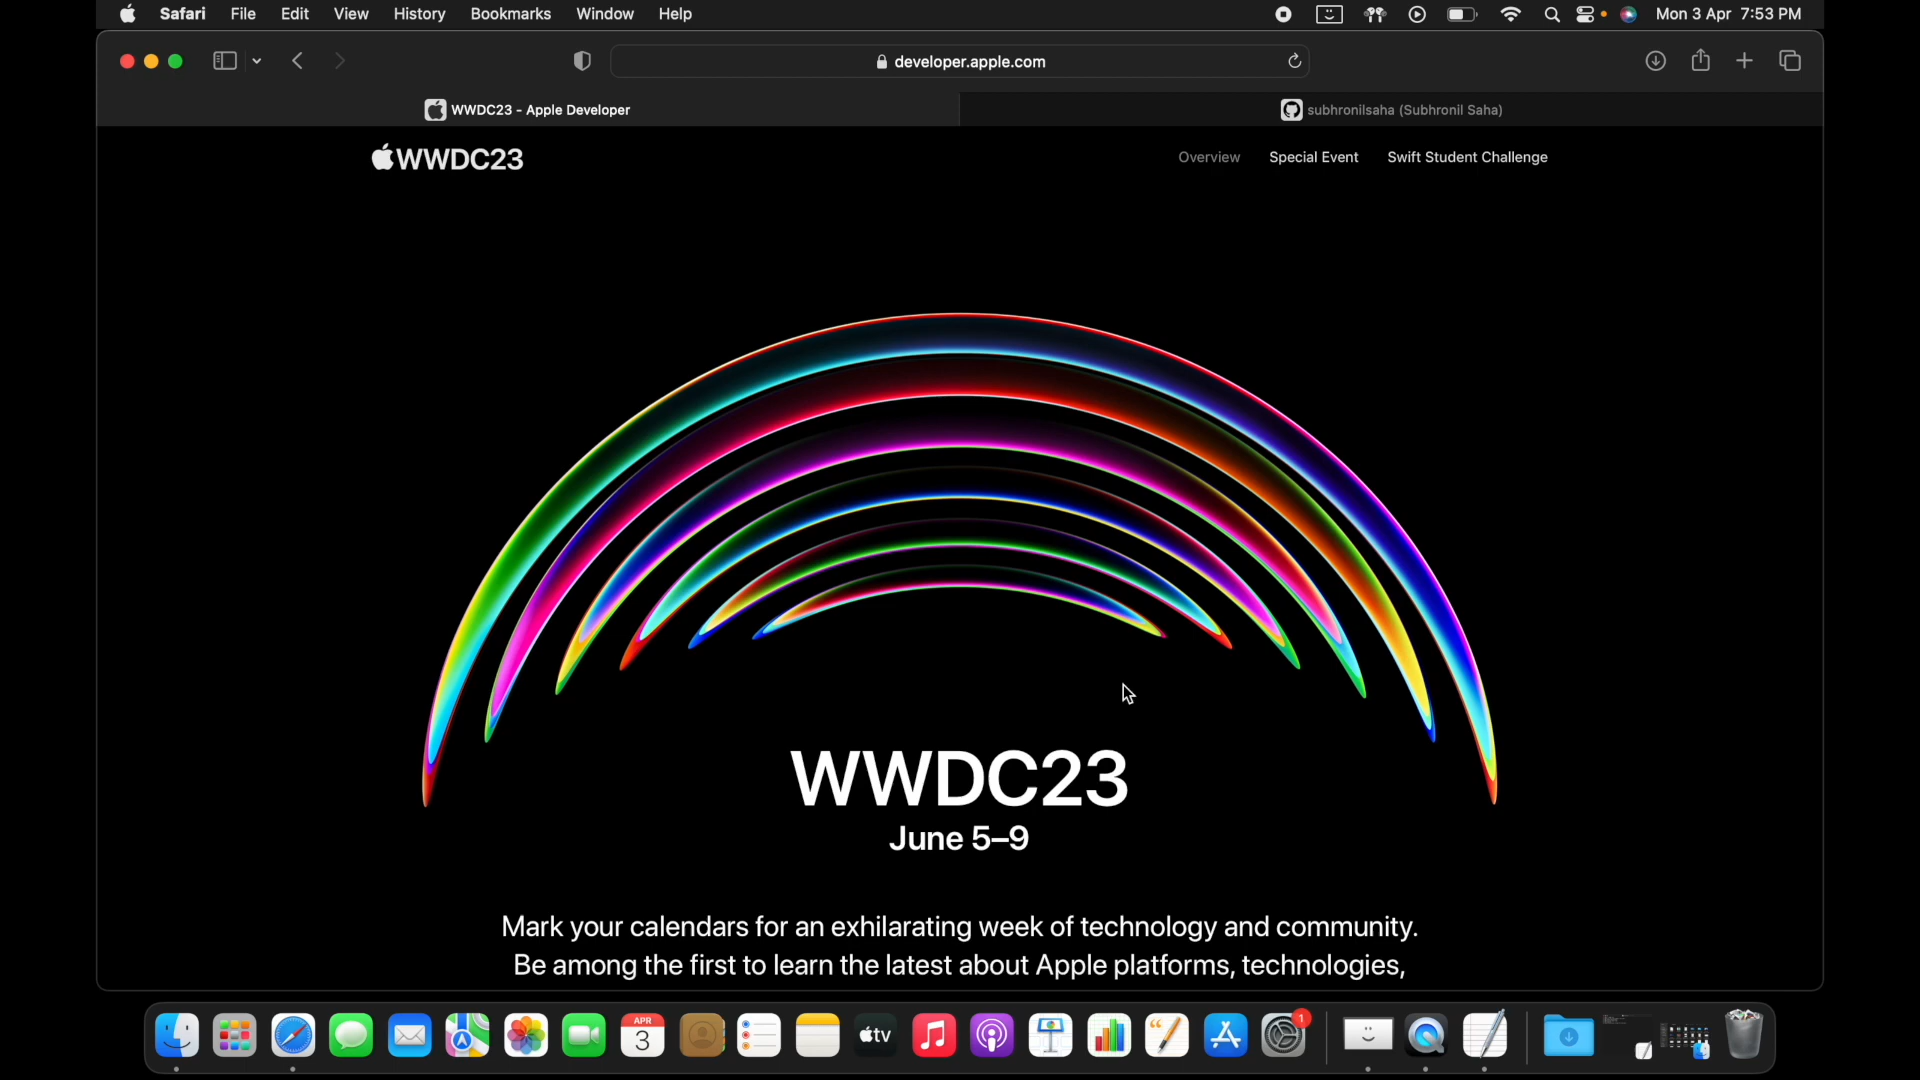 Safari File Edit View History Bookmarks Window Help Mon 3 Apr 7:53 PM
developer.apple.com
WWDC23 - Apple Developer
subhronilsaha (Subhronil Saha)
WWDC23
Overview Special Event Swift Student Challenge
WWDC23
June 5–9
Mark your calendars for an exhilarating week of technology and community.
Be among the first to learn the latest about Apple platforms, technologies,
APR
3
tv
1